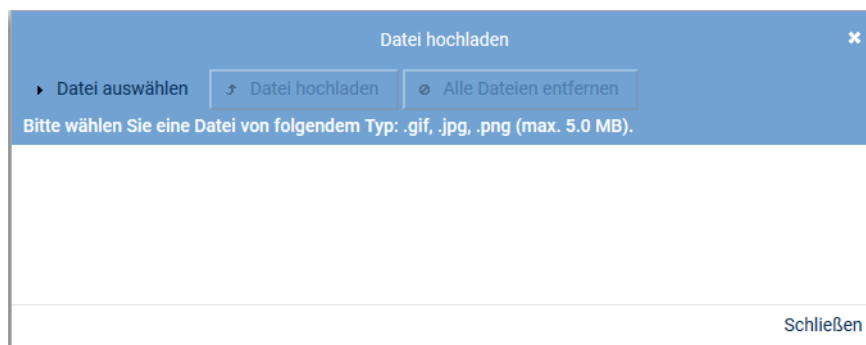 Datei hochladen
Datei auswählen
Datei hochladen
Alle Dateien entfernen
Bitte wählen Sie eine Datei von folgendem Typ: .gif, .jpg, .png (max. 5.0 MB).
Schließen